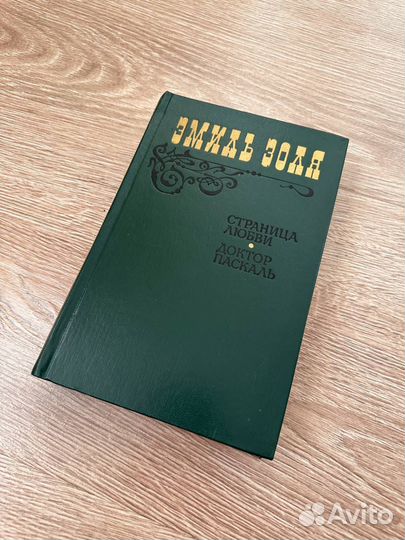 ЭМИЛЬ ЗОЛЯ
СТРАНИЦА
ЛЮБВИ
ДОКТОР
ПАСКАЛЬ
Avito